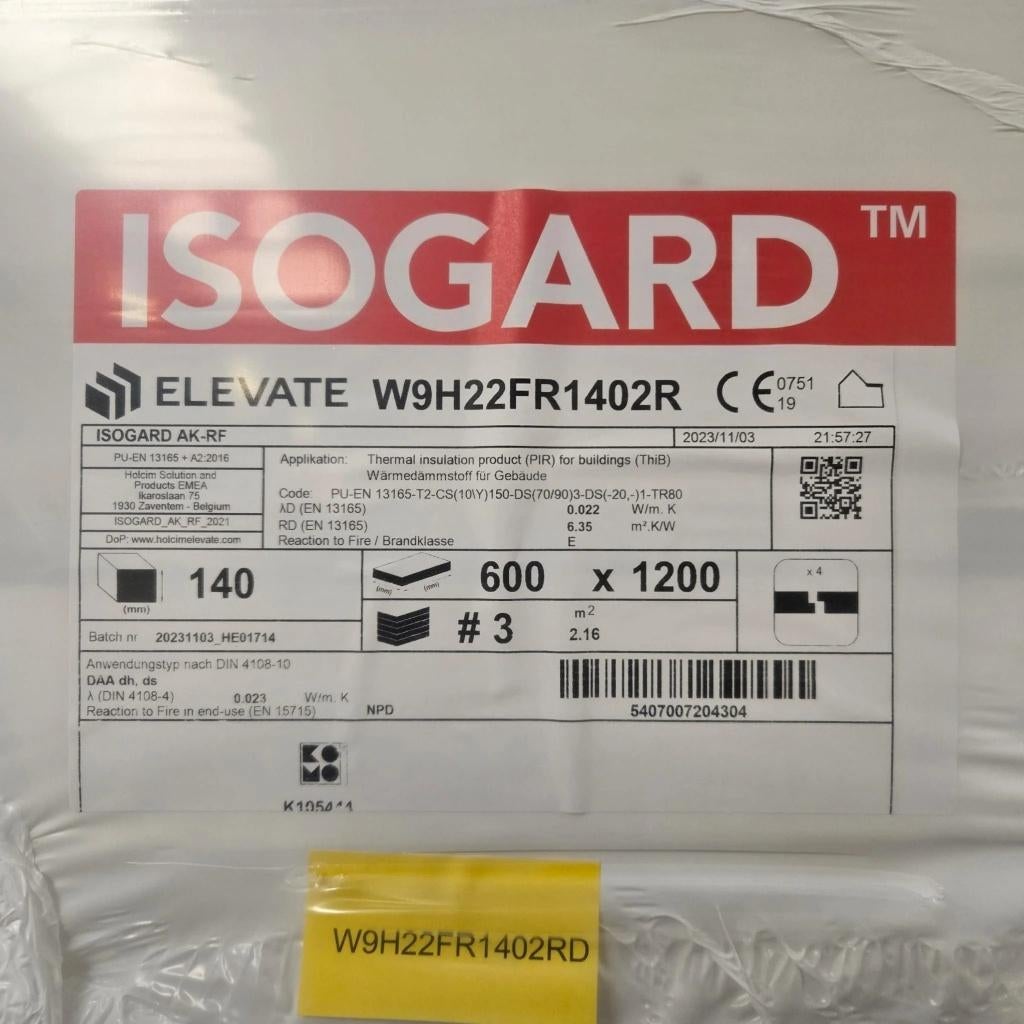 ISOGARD TM
ELEVATE W9H22FR1402R CE 0751
19
ISOGARD AK-RF 2023/11/03 21:57:27
PU-EN 13165 + A2:2016
Holcim Solution and
Products EMEA
Ikaroslaan 75
1930 Zaventem - Belgium
ISOGARD_AK_RF_2021
DoP: www.holcimelevate.com
Applikation: Thermal insulation product (PIR) for buildings (ThiB)
Wärmedämmstoff für Gebäude
Code: PU-EN 13165-T2-CS(10\Y)150-DS(70/90)3-DS(-20,-)1-TR80
λD (EN 13165) 0.022 W/m. K
RD (EN 13165) 6.35 m².K/W
Reaction to Fire / Brandklasse E
(mm) 140
(mm) (mm) 600 x 1200
x 4
# 3 m2
2.16
Batch nr 20231103_HE01714
Anwendungstyp nach DIN 4108-10
DAA dh, ds
λ (DIN 4108-4) 0.023 W/m. K
Reaction to Fire in end-use (EN 15715) NPD
5407007204304
KOMO
W9H22FR1402RD